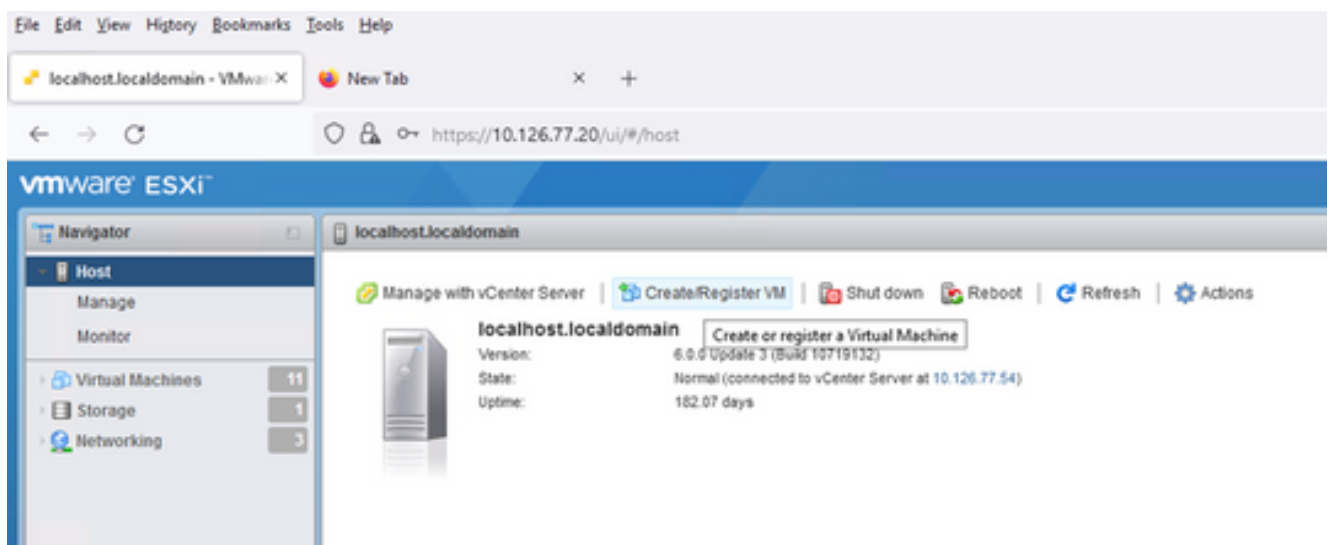 File Edit View History Bookmarks Tools Help
localhost.localdomain - VMwar
New Tab
https://10.126.77.20/ui/#/host
vmware ESXi™
Navigator
localhost.localdomain
Host
Manage
Monitor
Virtual Machines 11
Storage 1
Networking 3
Manage with vCenter Server Create/Register VM Shut down Reboot Refresh Actions
localhost.localdomain
Create or register a Virtual Machine
Version: 6.0.0 Update 3 (Build 10719132)
State: Normal (connected to vCenter Server at 10.126.77.54)
Uptime: 182.07 days